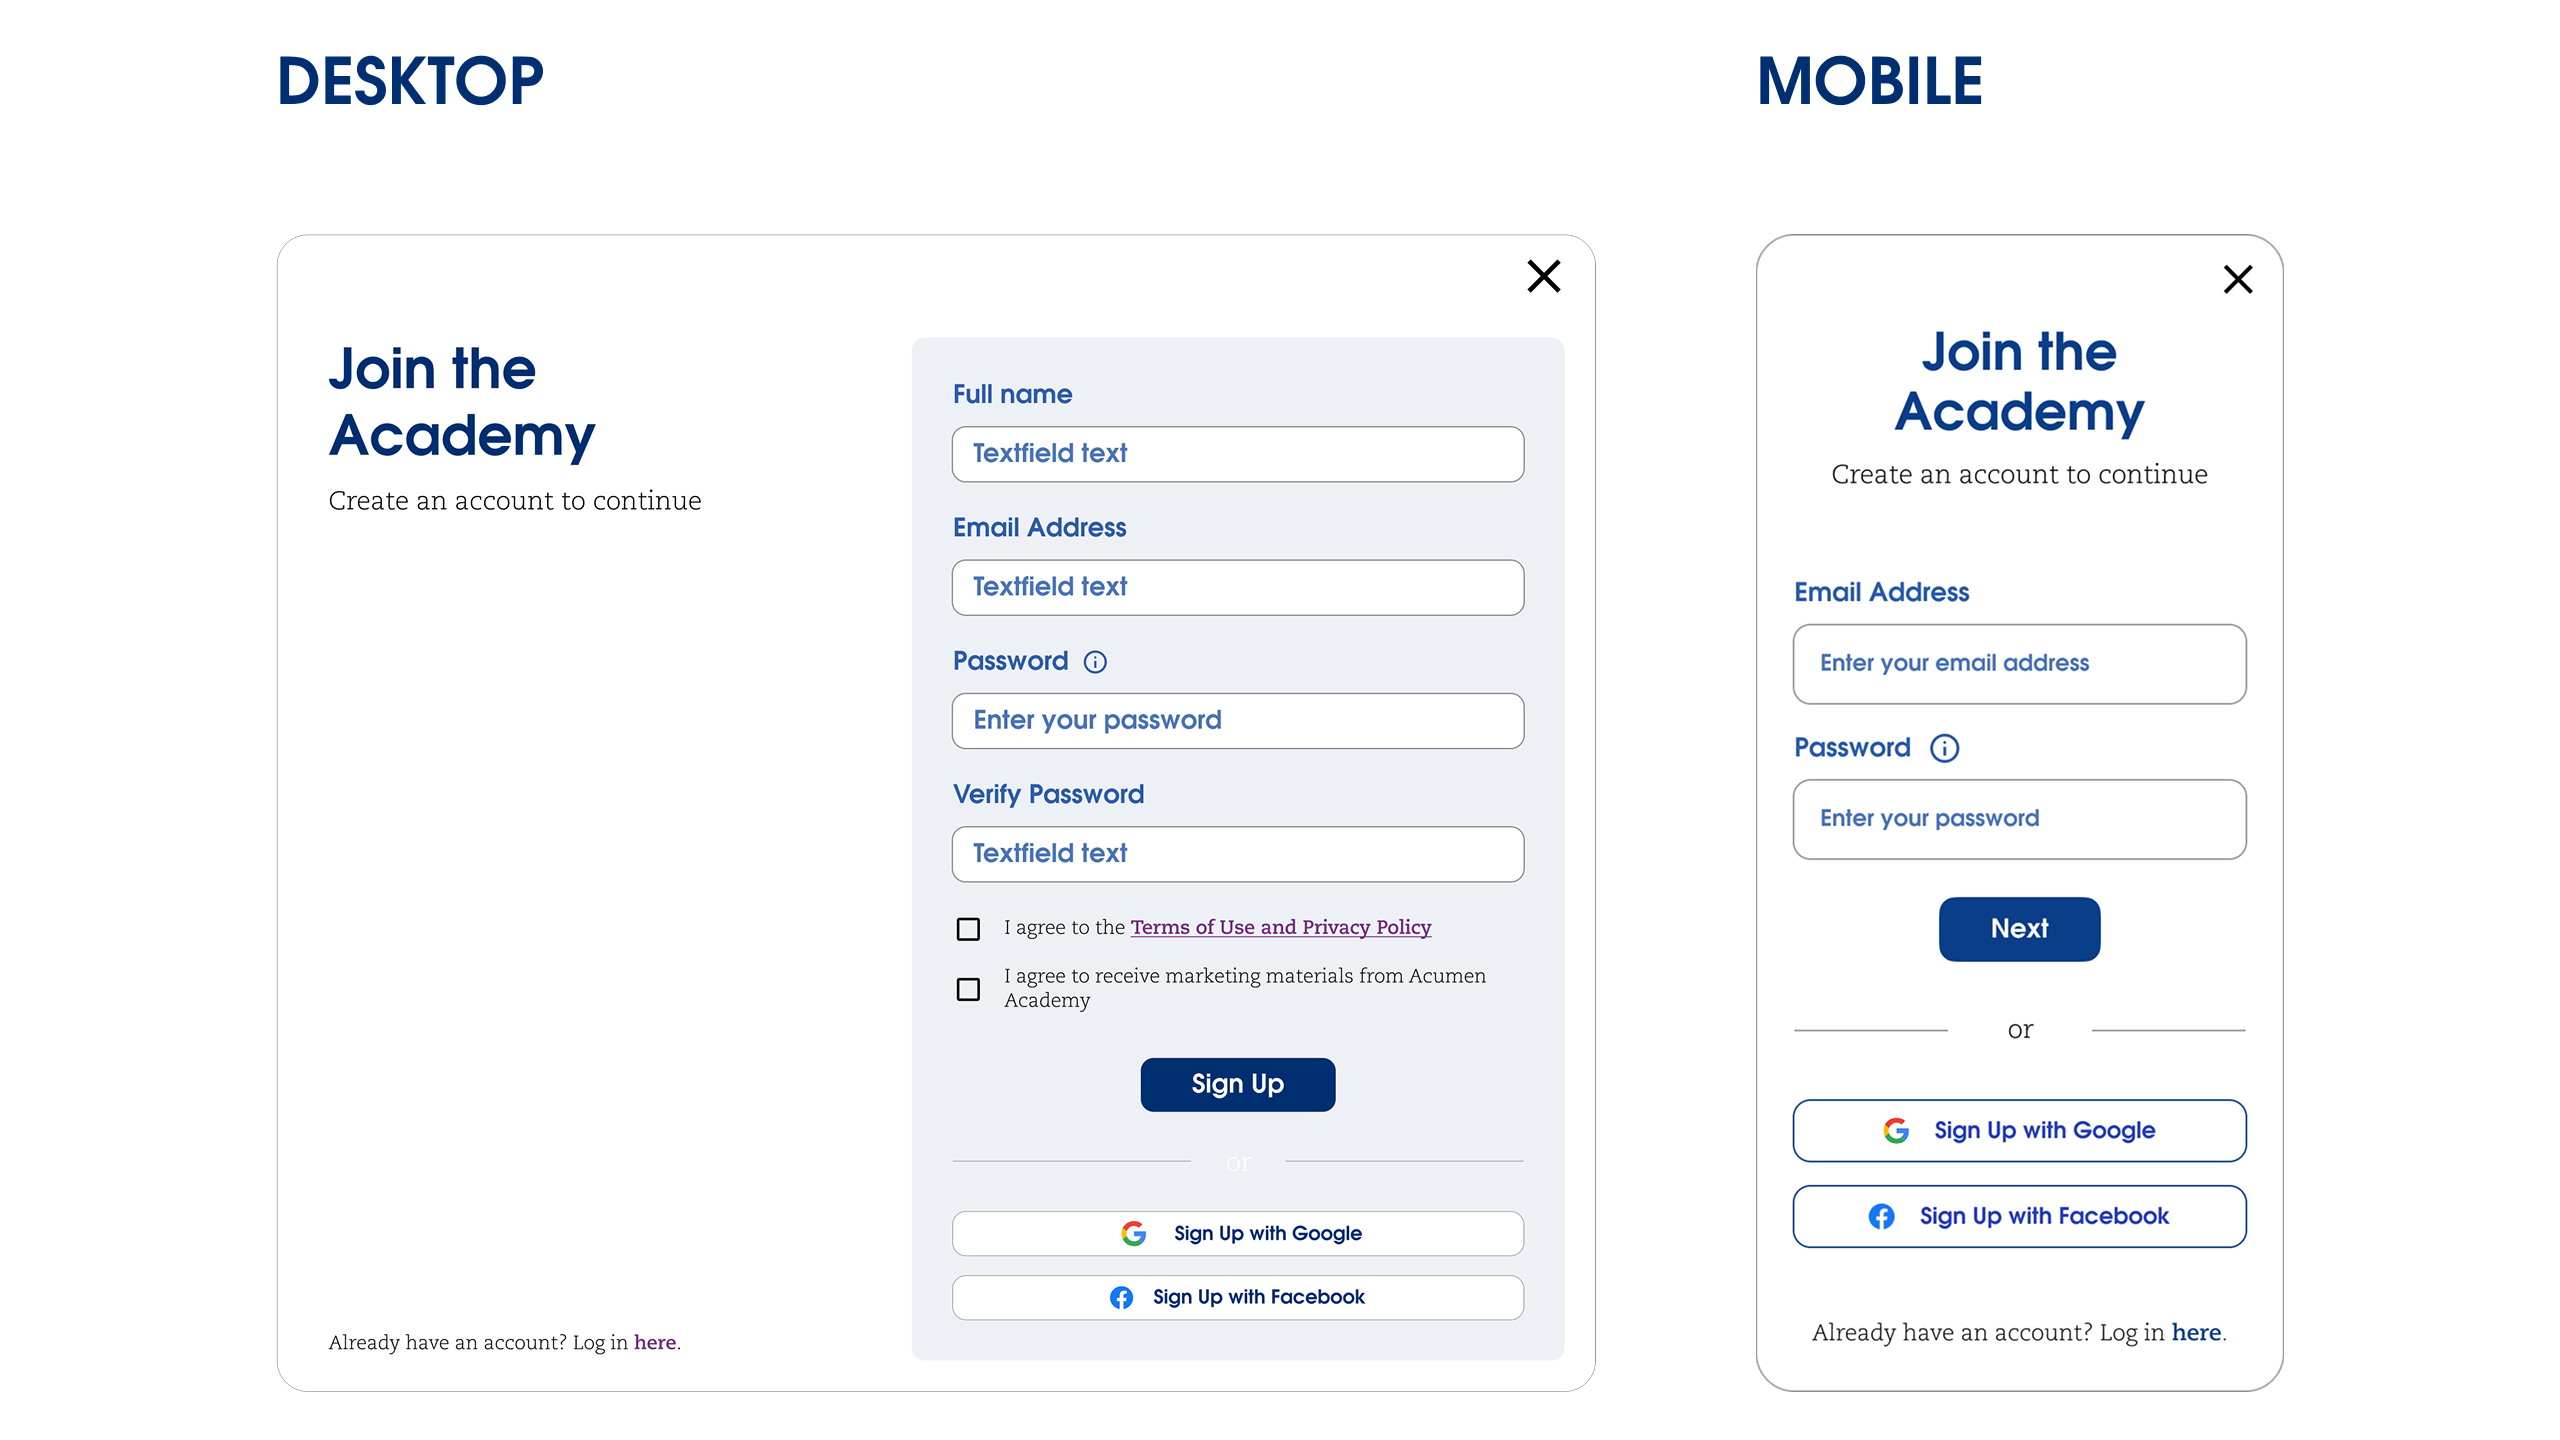 DESKTOP
Join the
Academy
Create an account to continue
Full name
Textfield text
Email Address
Textfield text
Password
Enter your password
Verify Password
Textfield text
I agree to the Terms of Use and Privacy Policy
I agree to receive marketing materials from Acumen
Academy
Sign Up
or
Sign Up with Google
Sign Up with Facebook
Already have an account? Log in here.
MOBILE
Join the
Academy
Create an account to continue
Email Address
Enter your email address
Password
Enter your password
Next
or
Sign Up with Google
Sign Up with Facebook
Already have an account? Log in here.